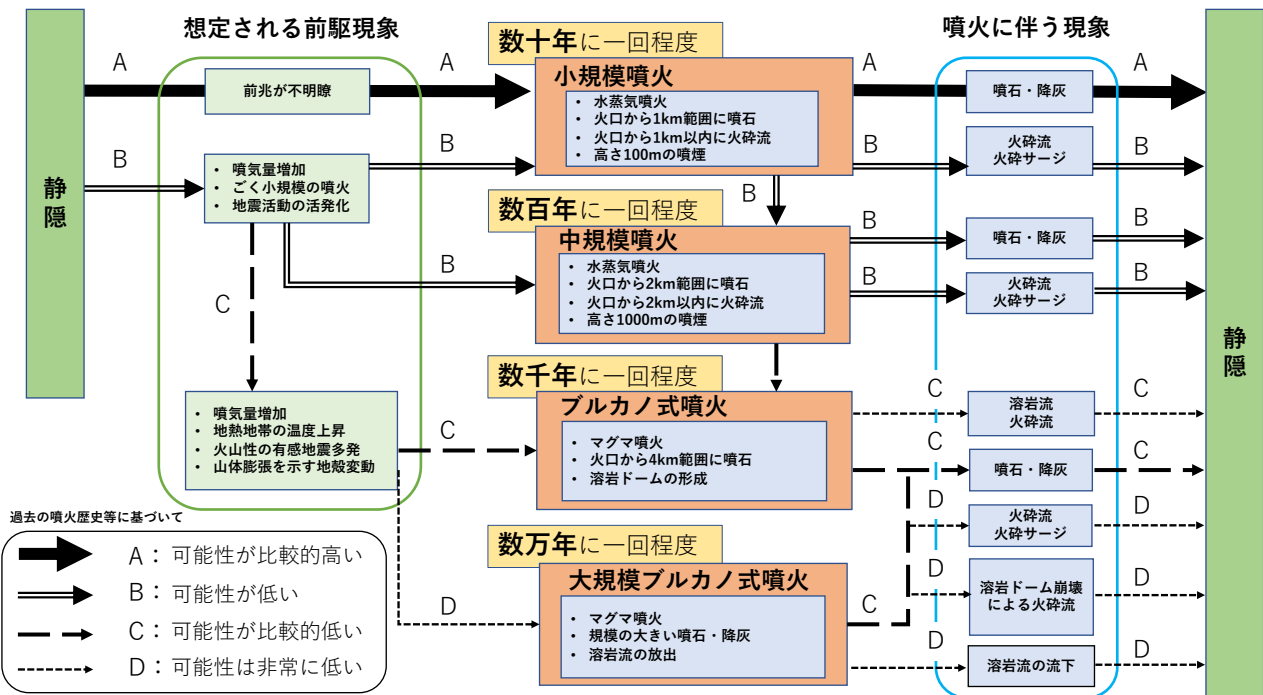 想定される前駆現象
噴火に伴う現象
静隠
A
前兆が不明瞭
A
B
・ 噴気量増加
・ ごく小規模の噴火
・ 地震活動の活発化
B
B
C
・ 噴気量増加
・ 地熱地帯の温度上昇
・ 火山性の有感地震多発
・ 山体膨張を示す地殻変動
C
D
数十年に一回程度
小規模噴火
・ 水蒸気噴火
・ 火口から1km範囲に噴石
・ 火口から1km以内に火砕流
・ 高さ100mの噴煙
B
数百年に一回程度
中規模噴火
・ 水蒸気噴火
・ 火口から2km範囲に噴石
・ 火口から2km以内に火砕流
・ 高さ1000mの噴煙
数千年に一回程度
ブルカノ式噴火
・ マグマ噴火
・ 火口から4km範囲に噴石
・ 溶岩ドームの形成
数万年に一回程度
大規模ブルカノ式噴火
・ マグマ噴火
・ 規模の大きい噴石・降灰
・ 溶岩流の放出
A
噴石・降灰
A
B
火砕流
火砕サージ
B
B
噴石・降灰
B
B
火砕流
火砕サージ
B
C
溶岩流
火砕流
C
C
噴石・降灰
C
D
火砕流
火砕サージ
D
C
D
溶岩ドーム崩壊
による火砕流
D
D
溶岩流の流下
D
静隠
過去の噴火歴史等に基づいて
A：可能性が比較的高い
B：可能性が低い
C：可能性が比較的低い
D：可能性は非常に低い